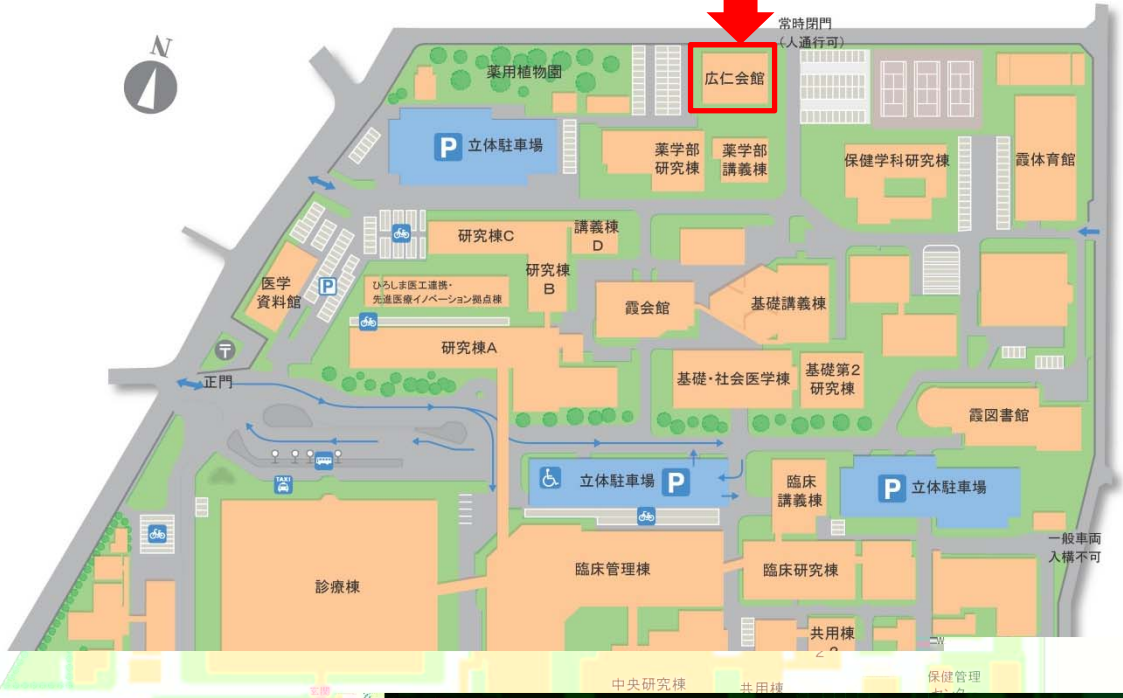 常時閉門
(人通行可)
N
薬用植物園
広仁会館
P 立体駐車場
薬学部
研究棟
薬学部
講義棟
保健学科研究棟
霞体育館
研究棟C
講義棟
D
研究棟
B
医学
資料館
P
ひろしま医工連携・
先進医療イノベーション拠点棟
霞会館
基礎講義棟
研究棟A
〒
正門
基礎・社会医学棟
基礎第2
研究棟
霞図書館
TAXI
立体駐車場 P
臨床
講義棟
P 立体駐車場
一般車両
入構不可
診療棟
臨床管理棟
臨床研究棟
共用棟
中央研究棟
共用棟
保健管理